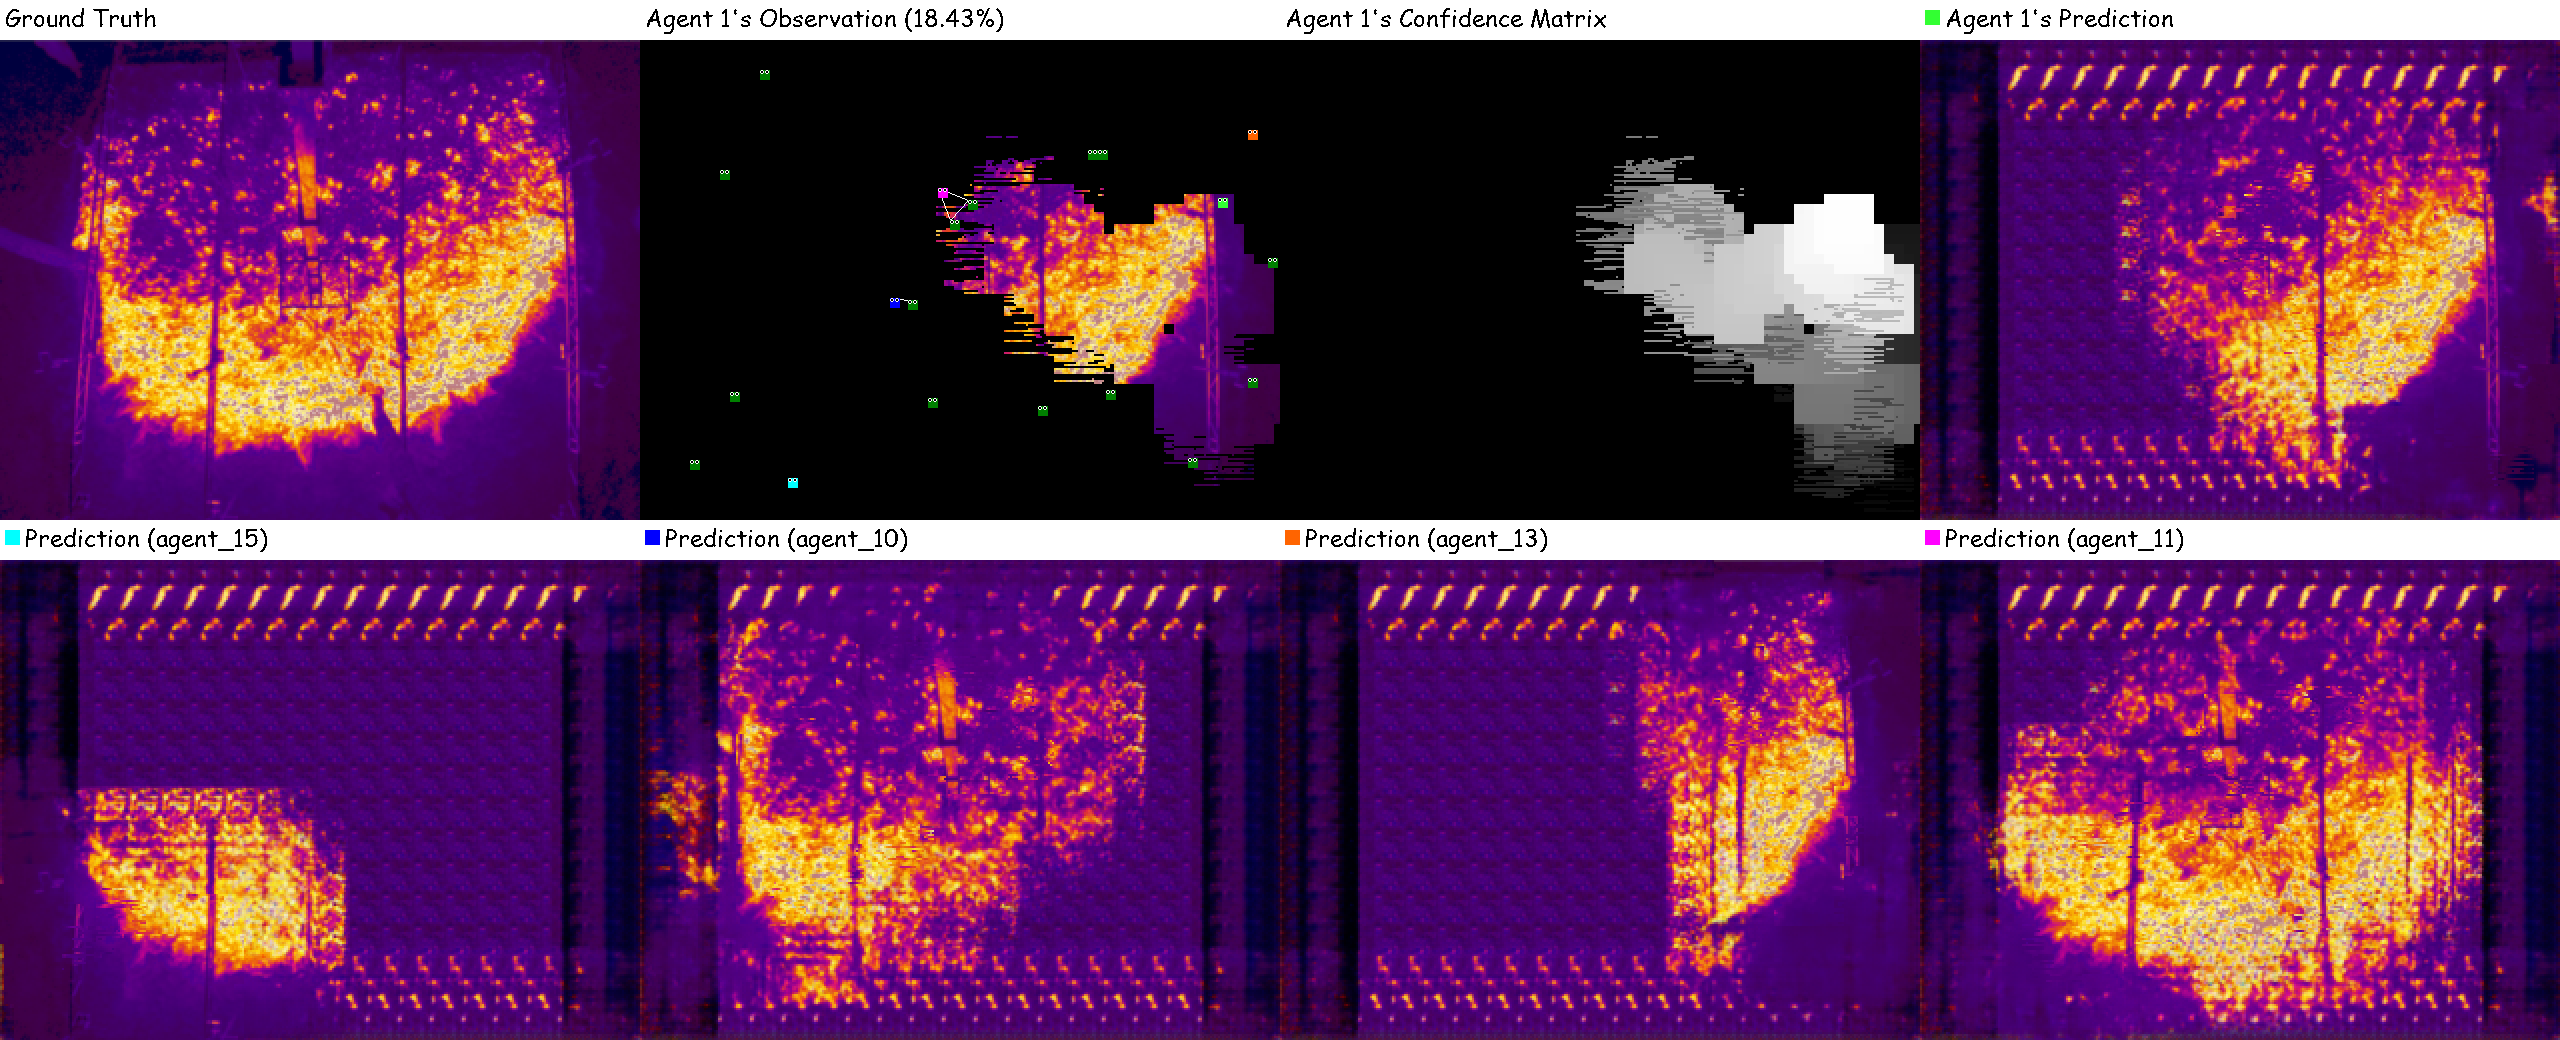 Ground Truth
Agent 1's Observation (18.43%)
Agent 1's Confidence Matrix
Agent 1's Prediction
Prediction (agent_15)
Prediction (agent_10)
Prediction (agent_13)
Prediction (agent_11)